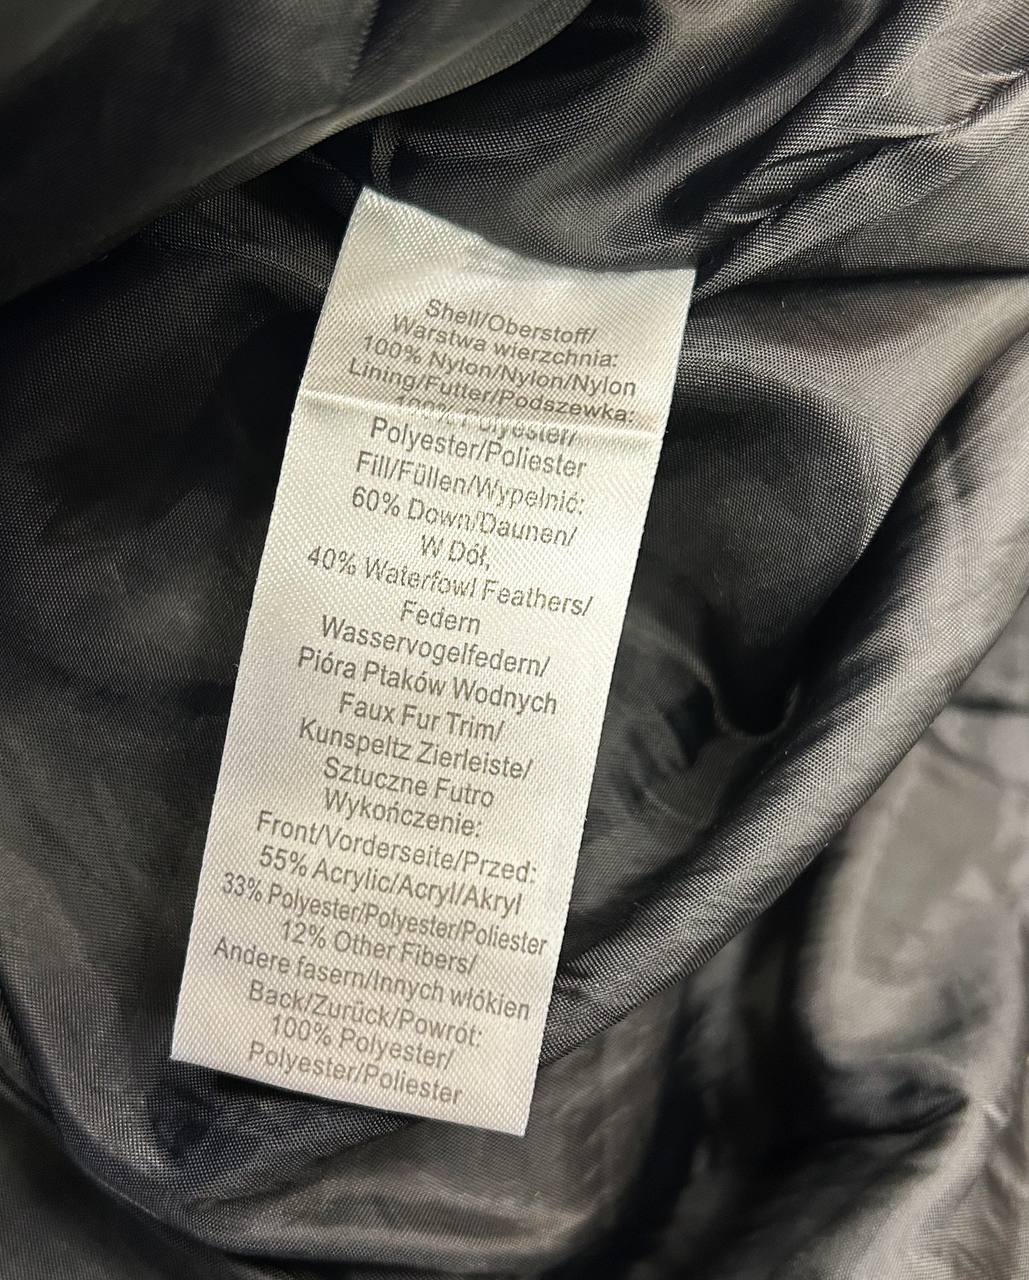 Shell/Oberstoff/
Warstwa wierzchnia:
100% Nylon/Nylon/Nylon
Lining/Futter/Podszewka:
100% Polyester/
Polyester/Poliester
Fill/Füllen/Wypełnić:
60% Down/Daunen/
W Dół,
40% Waterfowl Feathers/
Federn
Wasservogelfedern/
Pióra Ptaków Wodnych
Faux Fur Trim/
Kunspeltz Zierleiste/
Sztuczne Futro
Wykończenie:
Front/Vorderseite/Przed:
55% Acrylic/Acryl/Akryl
33% Polyester/Polyester/Poliester
12% Other Fibers/
Andere fasern/Innych włókien
Back/Zurück/Powrót:
100% Polyester/
Polyester/Poliester